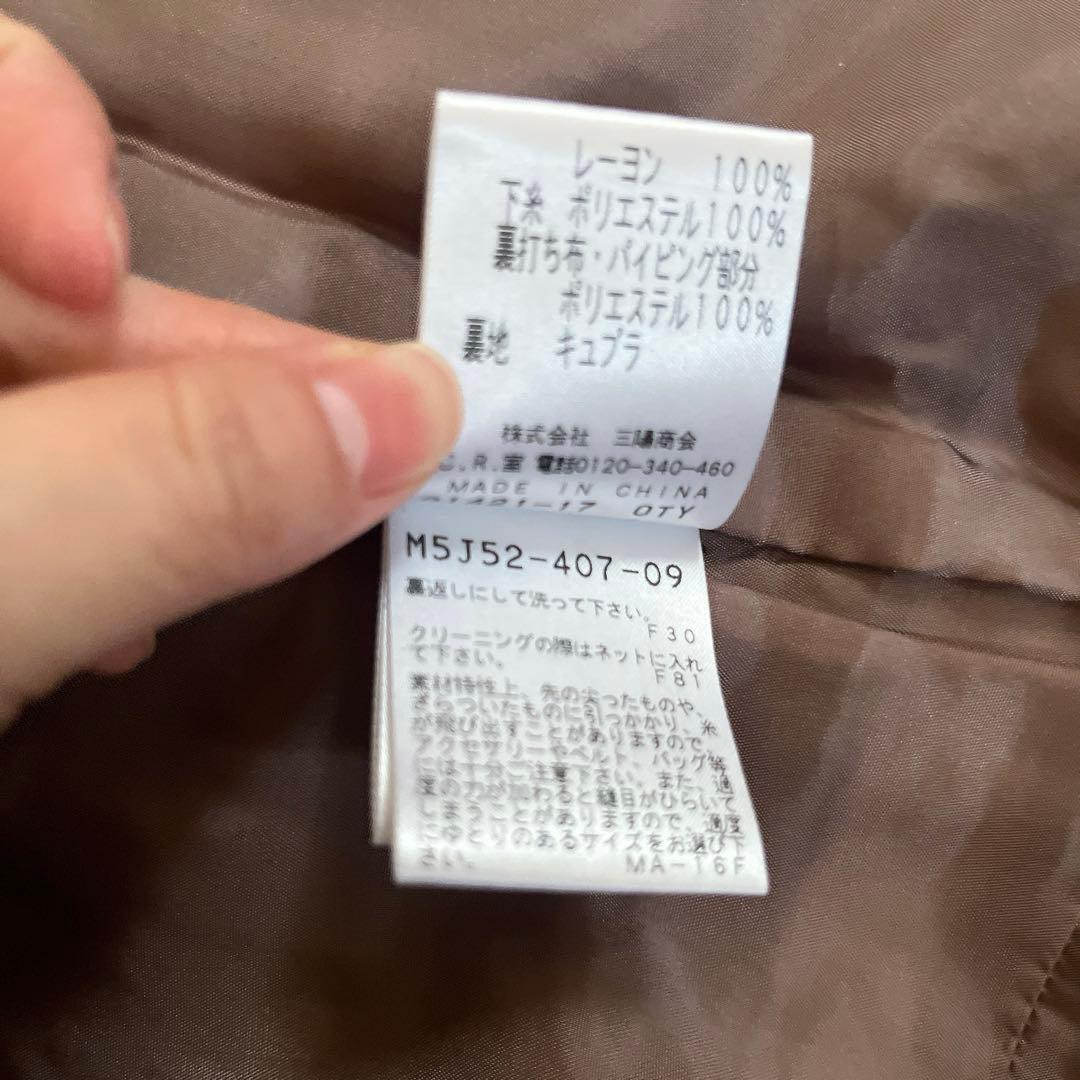 レーヨン 100%
下糸 ポリエステル100%
裏打ち布・パイピング部分
ポリエステル100%
裏地 キュプラ
株式会社 三陽商会
C.R.室 電話0120-340-460
MADE IN CHINA
01421-17 QTY
M5J52-407-09
裏返しにして洗って下さい。
F30
クリーニングの際はネットに入れ
て下さい。
F81
素材特性上、先の尖ったものや、
ざらついたものに引っかかり、糸
が飛び出すことがありますので
アクセサリーやベルト、バッグ等
には十分ご注意下さい。また、過
度の力が加わると縫目がひらいて
しまうことがありますので、適度
にゆとりのあるサイズをお選び下
さい。 MA-16F